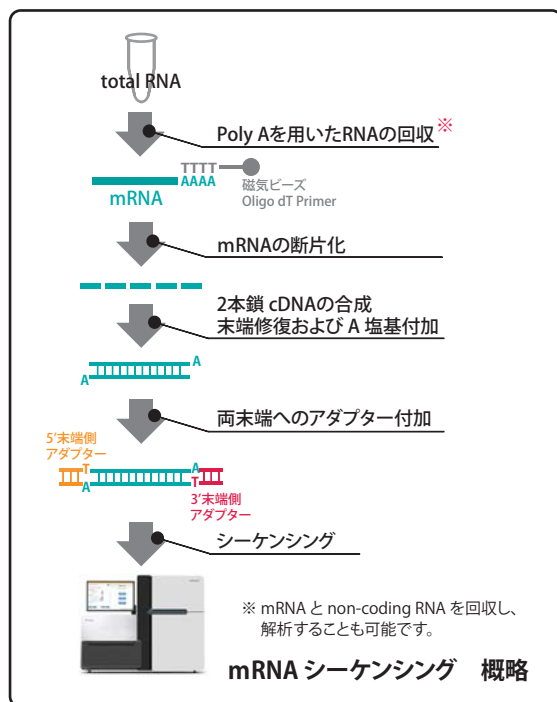 total RNA
Poly Aを用いたRNAの回収※
TTTT
AAAA
mRNA
磁気ビーズ
Oligo dT Primer
mRNAの断片化
2本鎖 cDNAの合成
末端修復および A 塩基付加
A
A
両末端へのアダプター付加
5’末端側
アダプター
T
A
A
T
3’末端側
アダプター
シーケンシング
※ mRNA と non-coding RNA を回収し、
解析することも可能です。
mRNA シーケンシング 概略